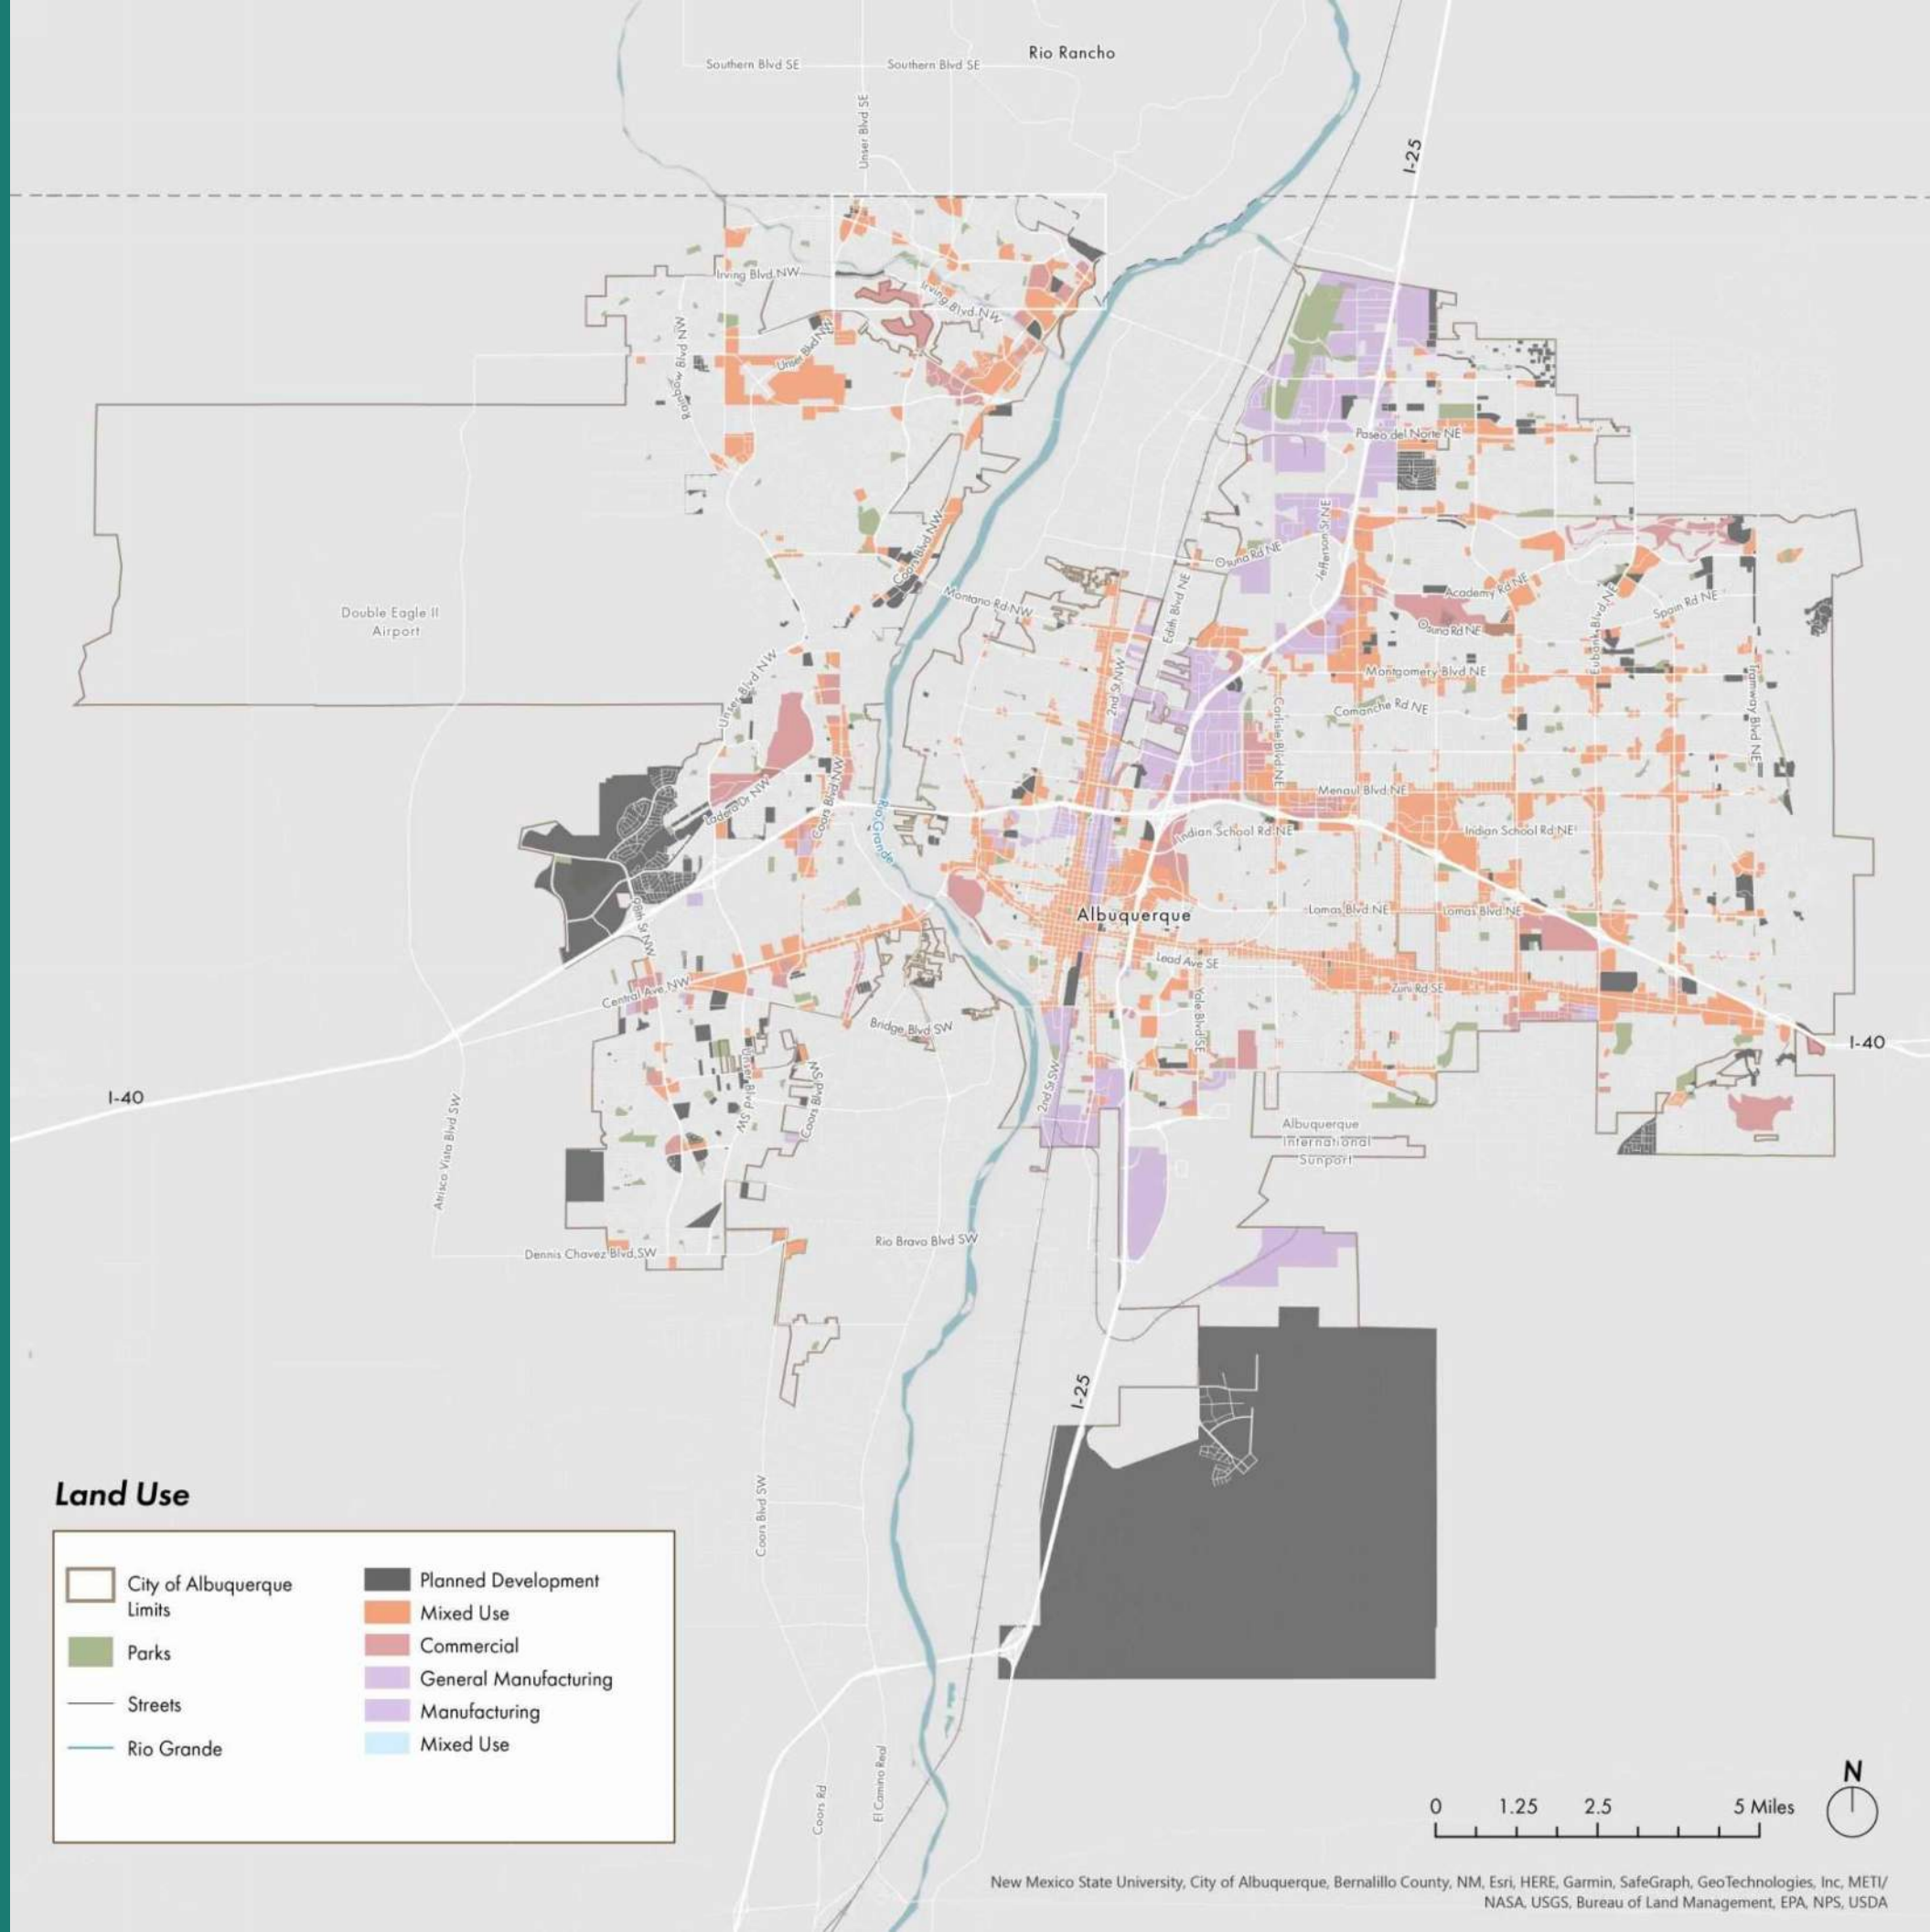 Rio Rancho
Southern Blvd SE
Southern Blvd SE
Unser Blvd SE
I-25
Irving Blvd NW
Irving Blvd NW
Unser Blvd NW
Rainbow Blvd NW
Paseo del Norte NE
Jefferson St NE
Osuna Rd NE
Coors Blvd NW
Montano Rd NW
Edith Blvd NE
Academy Rd NE
Spain Rd NE
Eubank Blvd NE
Osuna Rd NE
Double Eagle II
Airport
Unser Blvd NW
2nd St NW
Montgomery Blvd NE
Tramway Blvd NE
Comanche Rd NE
Carlisle Blvd NE
Menaul Blvd NE
Ladera Dr NW
Coors Blvd NW
Rio Grande
Indian School Rd NE
Indian School Rd NE
98th St NW
Albuquerque
Lomas Blvd NE
Lomas Blvd NE
Lead Ave SE
Zuni Rd SE
Central Ave NW
Bridge Blvd SW
Yale Blvd SE
I-40
I-40
Unser Blvd SW
Coors Blvd SW
2nd St SW
Atrisco Vista Blvd SW
Albuquerque
International
Sunport
Rio Bravo Blvd SW
Dennis Chavez Blvd SW
I-25
Coors Blvd SW
El Camino Real
Coors Rd
Land Use
City of Albuquerque
Limits
Parks
Streets
Rio Grande
Planned Development
Mixed Use
Commercial
General Manufacturing
Manufacturing
Mixed Use
N
0 1.25 2.5 5 Miles
New Mexico State University, City of Albuquerque, Bernalillo County, NM, Esri, HERE, Garmin, SafeGraph, GeoTechnologies, Inc, METI/
NASA, USGS, Bureau of Land Management, EPA, NPS, USDA